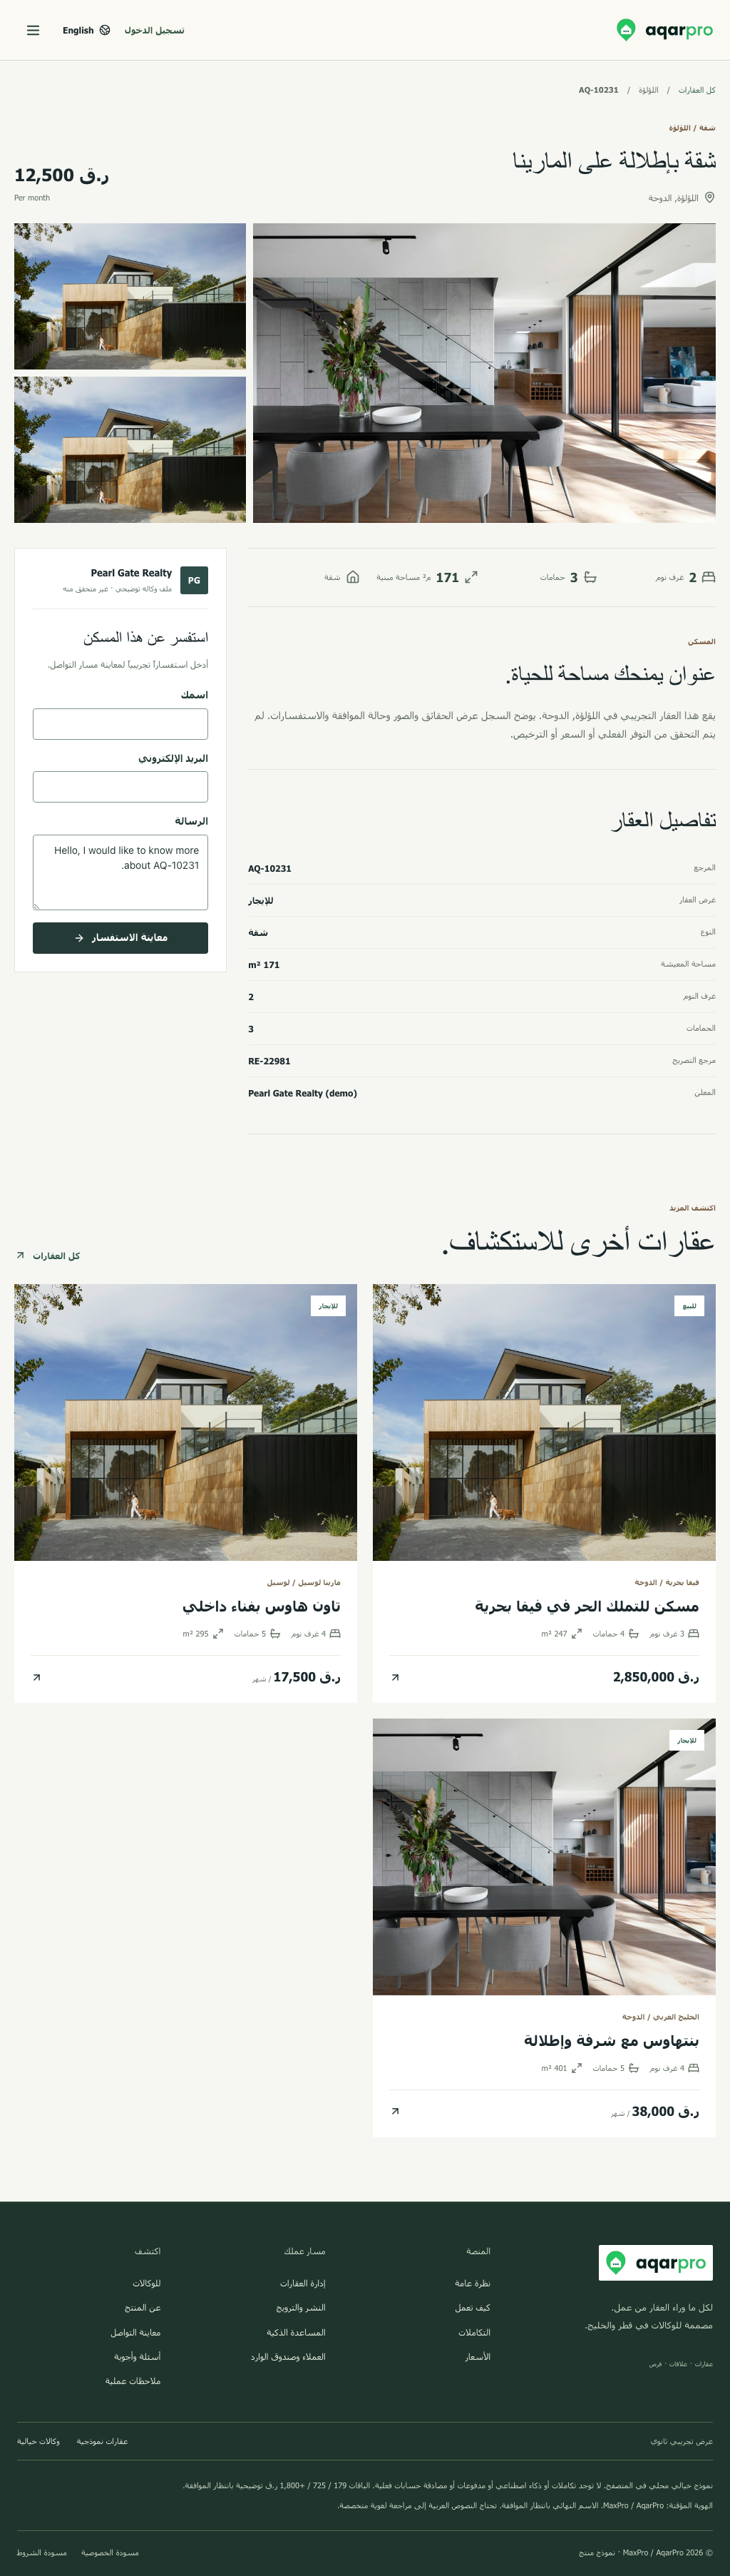 aqarpro
تسجيل الدخول
English
كل العقارات / اللؤلؤة / AQ-10231
شقة / اللؤلؤة
شقة بإطلالة على المارينا
ر.ق 12,500
Per month
اللؤلؤة, الدوحة
2 غرف نوم
3 حمامات
171 م² مساحة مبنية
شقة
المسكن
عنوان يمنحك مساحة للحياة.
يقع هذا العقار التجريبي في اللؤلؤة, الدوحة. يوضح السجل عرض الحقائق والصور وحالة الموافقة والاستفسارات. لم
يتم التحقق من التوفر الفعلي أو السعر أو الترخيص.
تفاصيل العقار
المرجع AQ-10231
عرض العقار للإيجار
النوع شقة
مساحة المعيشة 171 m²
غرف النوم 2
الحمامات 3
مرجع التصريح RE-22981
المعلن Pearl Gate Realty (demo)
PG
Pearl Gate Realty
ملف وكالة توضيحي · غير متحقق منه
استفسر عن هذا المسكن
أدخل استفساراً تجريبياً لمعاينة مسار التواصل.
اسمك
البريد الإلكتروني
الرسالة
Hello, I would like to know more
about AQ-10231.
معاينة الاستفسار
اكتشف المزيد
عقارات أخرى للاستكشاف.
كل العقارات
للبيع
فيفا بحرية / الدوحة
مسكن للتملك الحر في فيفا بحرية
3 غرف نوم 4 حمامات 247 m²
ر.ق 2,850,000
للإيجار
مارينا لوسيل / لوسيل
تاون هاوس بفناء داخلي
4 غرف نوم 5 حمامات 295 m²
ر.ق 17,500 / شهر
للإيجار
الخليج الغربي / الدوحة
بنتهاوس مع شرفة وإطلالة
4 غرف نوم 5 حمامات 401 m²
ر.ق 38,000 / شهر
aqarpro
لكل ما وراء العقار من عمل.
مصممة للوكالات في قطر والخليج.
عقارات · علاقات · فرص
المنصة
نظرة عامة
كيف تعمل
التكاملات
الأسعار
مسار عملك
إدارة العقارات
النشر والترويج
المساعدة الذكية
العملاء وصندوق الوارد
اكتشف
للوكالات
عن المنتج
معاينة التواصل
أسئلة وأجوبة
ملاحظات عملية
عرض تجريبي ثانوي
عقارات نموذجية
وكالات خيالية
نموذج خيالي محلي في المتصفح. لا توجد تكاملات أو ذكاء اصطناعي أو مدفوعات أو مصادقة حسابات فعلية. الباقات 179 / 725 / +1,800 ر.ق توضيحية بانتظار الموافقة.
الهوية المؤقتة: MaxPro / AqarPro. الاسم النهائي بانتظار الموافقة. تحتاج النصوص العربية إلى مراجعة لغوية متخصصة.
© 2026 MaxPro / AqarPro · نموذج منتج
مسودة الخصوصية
مسودة الشروط